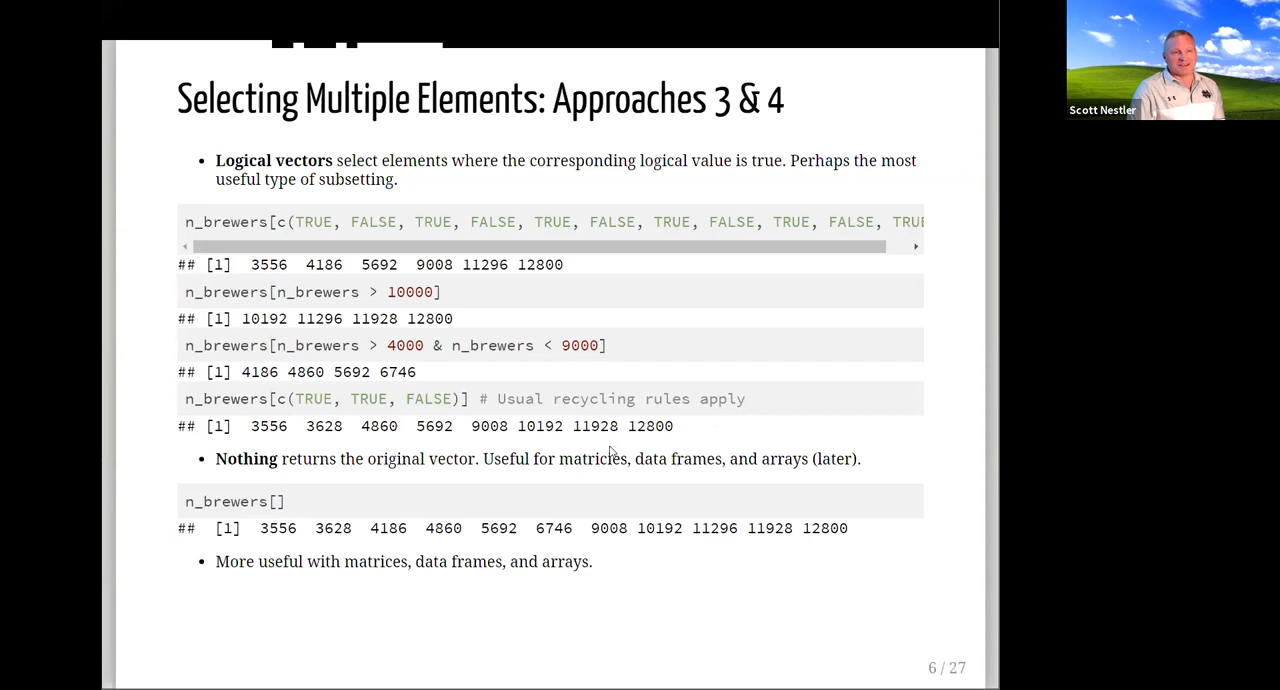 Selecting Multiple Elements: Approaches 3 & 4
Scott Nestler
• Logical vectors select elements where the corresponding logical value is true. Perhaps the most
useful type of subsetting.
n_brewers[c(TRUE, FALSE, TRUE, FALSE, TRUE, FALSE, TRUE, FALSE, TRUE, FALSE, TRUE
## [1]  3556  4186  5692  9008 11296 12800
n_brewers[n_brewers > 10000]
## [1] 10192 11296 11928 12800
n_brewers[n_brewers > 4000 & n_brewers < 9000]
## [1] 4186 4860 5692 6746
n_brewers[c(TRUE, TRUE, FALSE)] # Usual recycling rules apply
## [1]  3556  3628  4860  5692  9008 10192 11928 12800
• Nothing returns the original vector. Useful for matricies, data frames, and arrays (later).
n_brewers[]
##  [1]  3556  3628  4186  4860  5692  6746  9008 10192 11296 11928 12800
• More useful with matrices, data frames, and arrays.
6 / 27